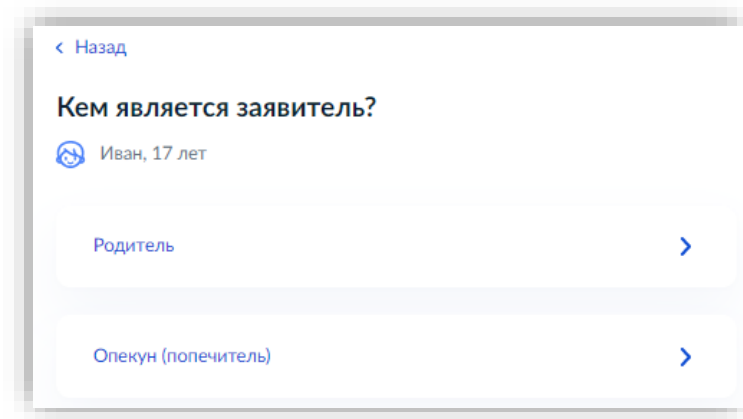 Назад
Кем является заявитель?
Иван, 17 лет
Родитель
Опекун (попечитель)